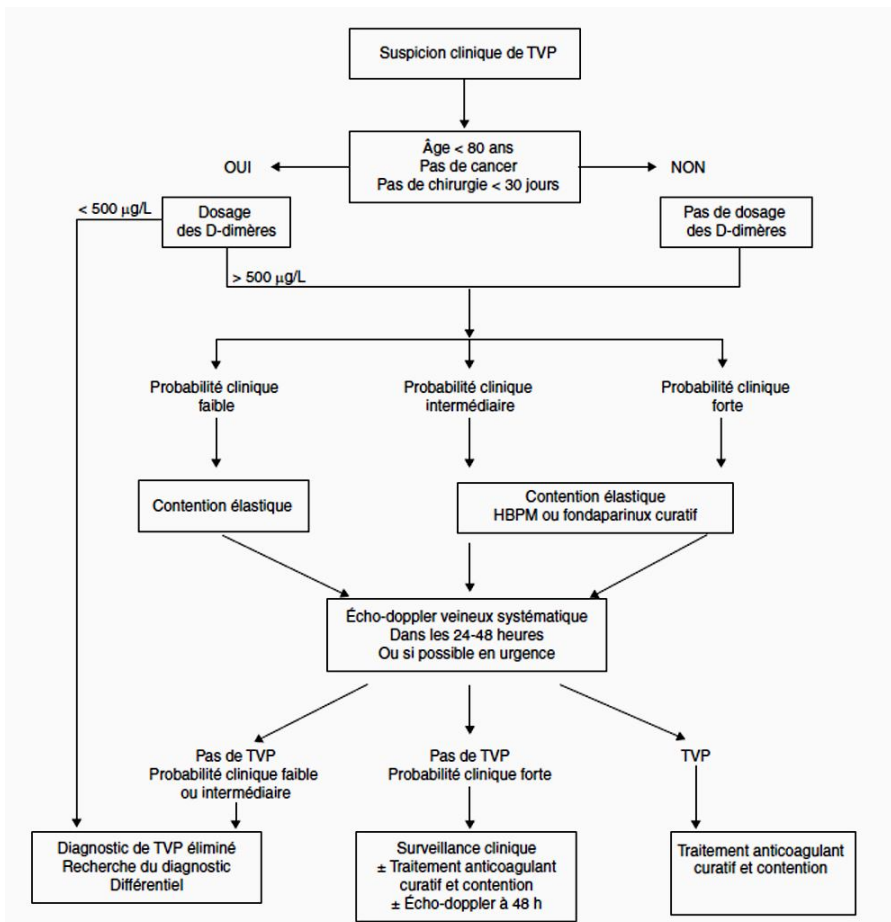 Suspicion clinique de TVP
Âge < 80 ans
Pas de cancer
Pas de chirurgie < 30 jours
OUI
NON
< 500 μg/L
Dosage
des D-dimères
Pas de dosage
des D-dimères
> 500 μg/L
Probabilité clinique
faible
Probabilité clinique
intermédiaire
Probabilité clinique
forte
Contention élastique
Contention élastique
HBPM ou fondaparinux curatif
Écho-doppler veineux systématique
Dans les 24-48 heures
Ou si possible en urgence
Pas de TVP
Probabilité clinique faible
ou intermédiaire
Pas de TVP
Probabilité clinique forte
TVP
Diagnostic de TVP éliminé
Recherche du diagnostic
Différentiel
Surveillance clinique
± Traitement anticoagulant
curatif et contention
± Écho-doppler à 48 h
Traitement anticoagulant
curatif et contention